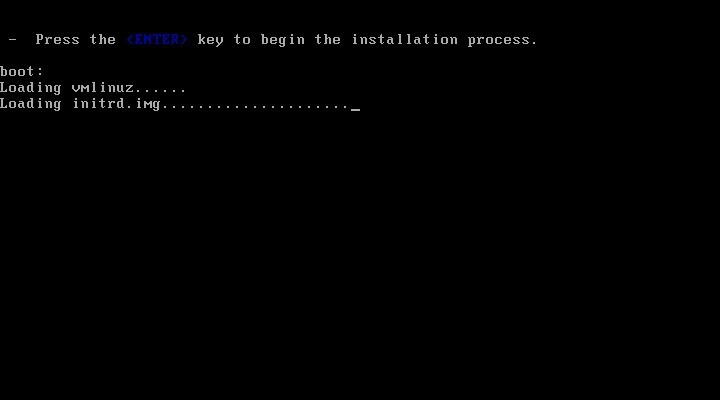 -  Press the <ENTER> key to begin the installation process.
boot:
Loading vmlinuz......
Loading initrd.img....................._